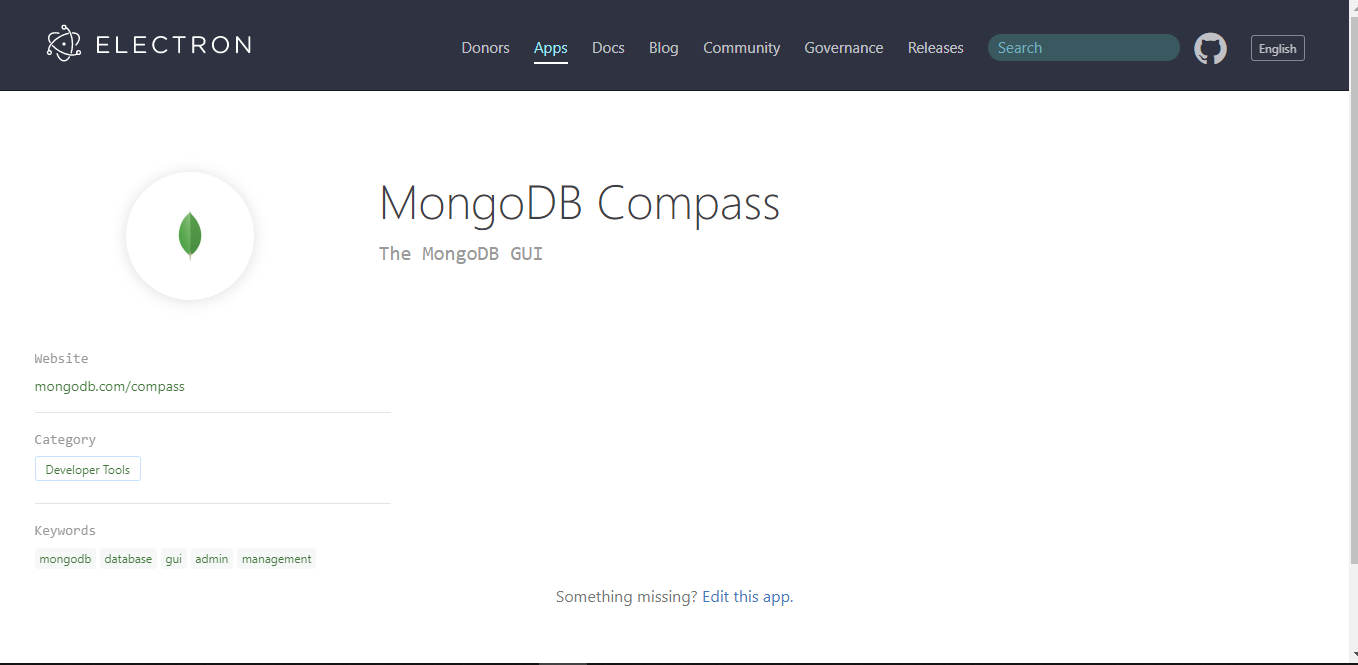 ELECTRON
Donors Apps Docs Blog Community Governance Releases Search English
MongoDB Compass
The MongoDB GUI
Website
mongodb.com/compass
Category
Developer Tools
Keywords
mongodb database gui admin management
Something missing? Edit this app.